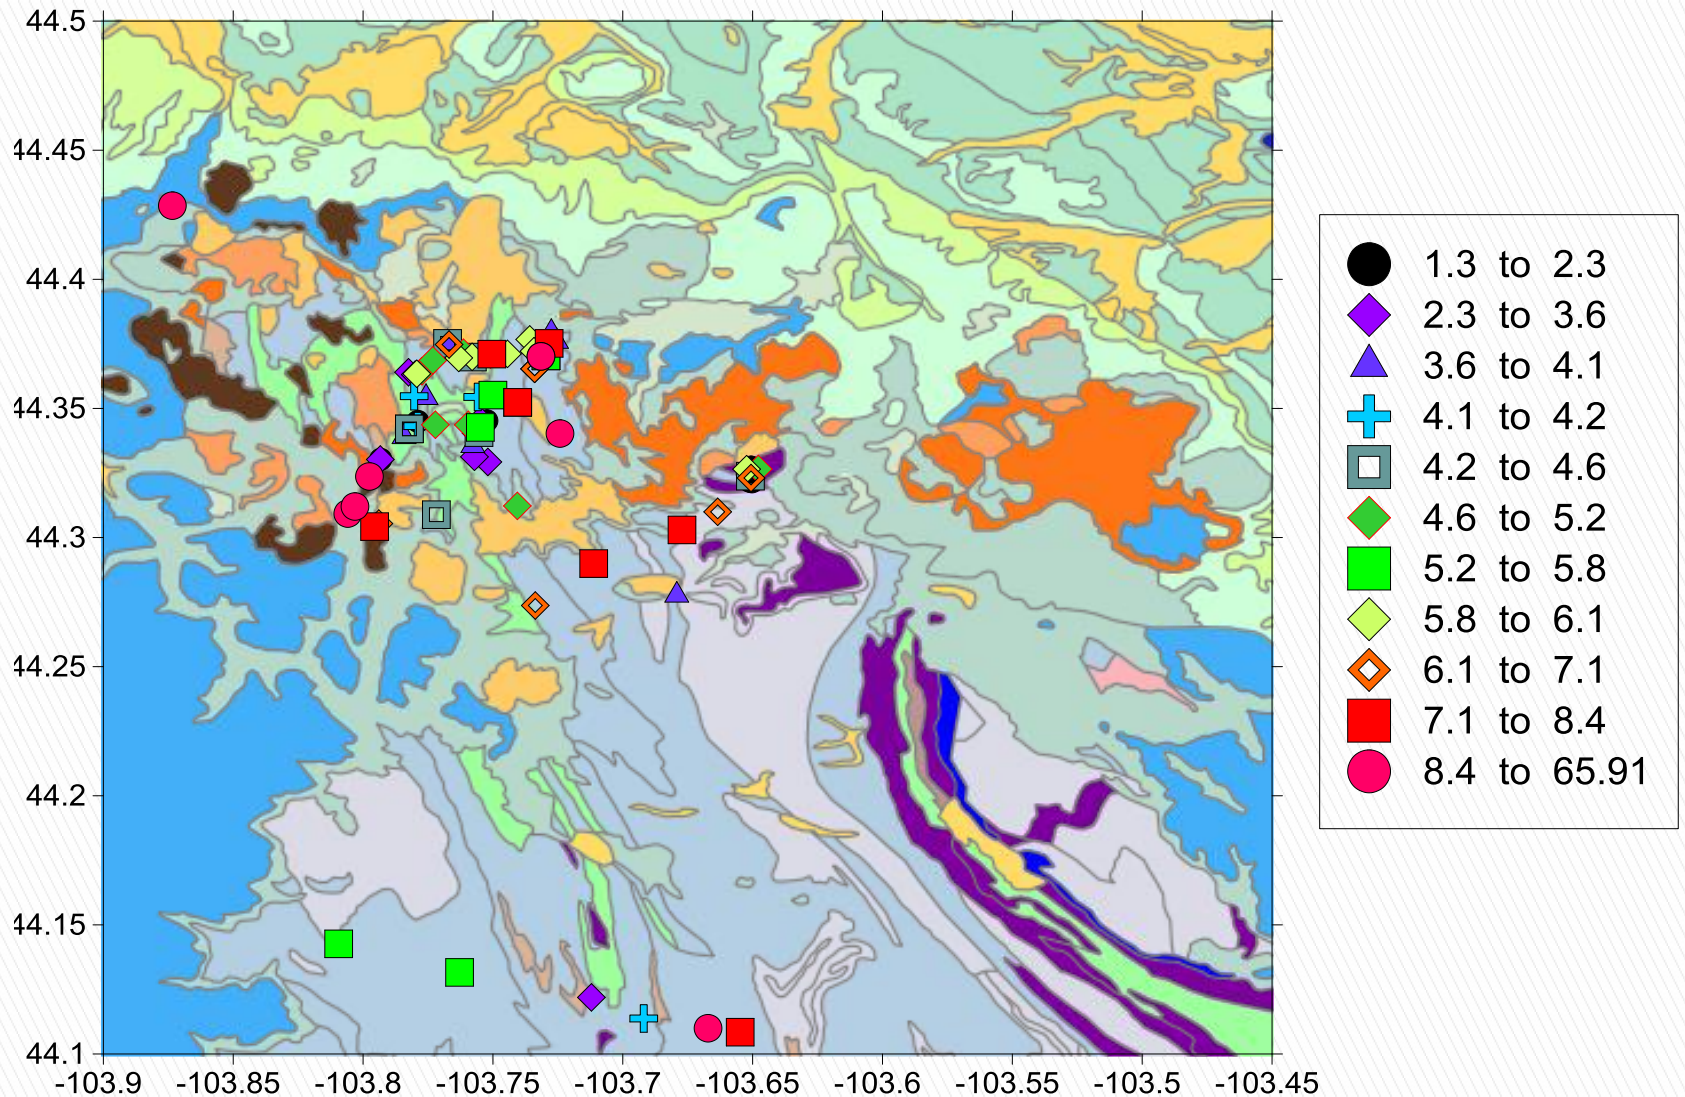 44.5
44.45
44.4
44.35
44.3
44.25
44.2
44.15
44.1
-103.9 -103.85 -103.8 -103.75 -103.7 -103.65 -103.6 -103.55 -103.5 -103.45
1.3 to 2.3
2.3 to 3.6
3.6 to 4.1
4.1 to 4.2
4.2 to 4.6
4.6 to 5.2
5.2 to 5.8
5.8 to 6.1
6.1 to 7.1
7.1 to 8.4
8.4 to 65.91